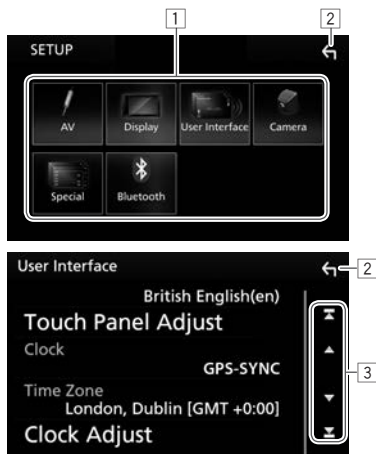 1 2
SETUP
AV Display User Interface Camera
Special Bluetooth
User Interface 2
British English(en)
Touch Panel Adjust
Clock
GPS-SYNC
3
Time Zone
London, Dublin [GMT +0:00]
Clock Adjust